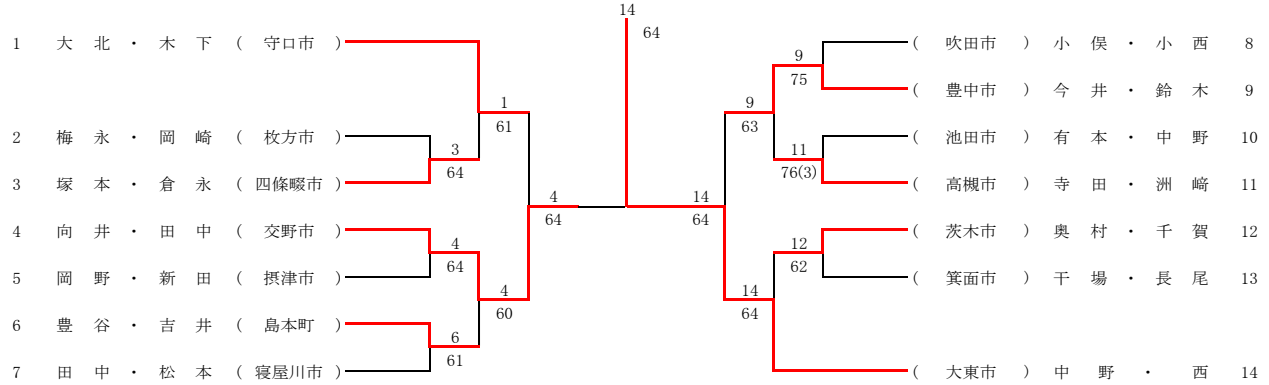 14
64
1 大 北 ・ 木 下 ( 守口市 )
( 吹田市 ) 小 俣 ・ 小 西 8
9
75
( 豊中市 ) 今 井 ・ 鈴 木 9
1
61
9
63
2 梅 永 ・ 岡 崎 ( 枚方市 )
( 池田市 ) 有 本 ・ 中 野 10
3
64
11
76(3)
3 塚 本 ・ 倉 永 ( 四條畷市 )
( 高槻市 ) 寺 田 ・ 洲 﨑 11
4
64
14
64
4 向 井 ・ 田 中 ( 交野市 )
( 茨木市 ) 奥 村 ・ 千 賀 12
4
64
12
62
5 岡 野 ・ 新 田 ( 摂津市 )
( 箕面市 ) 干 場 ・ 長 尾 13
4
60
14
64
6 豊 谷 ・ 吉 井 ( 島本町 )
6
61
7 田 中 ・ 松 本 ( 寝屋川市 )
( 大東市 ) 中 野 ・ 西 14